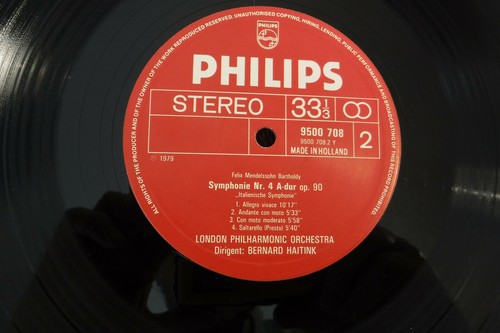 ALL RIGHTS OF THE PRODUCER AND OF THE OWNER OF THE WORK REPRODUCED RESERVED. UNAUTHORISED COPYING, HIRING, LENDING, PUBLIC PERFORMANCE AND BROADCASTING OF THIS RECORD PROHIBITED
PHILIPS
PHILIPS
STEREO 33 1/3
9500 708
9500 708.2 Y
MADE IN HOLLAND
2
℗ 1979
Felix Mendelssohn Bartholdy
Symphonie Nr. 4 A-dur op. 90
„Italienische Symphonie"
1. Allegro vivace 10'17"
2. Andante con moto 5'33"
3. Con moto moderato 5'58"
4. Saltarello (Presto) 5'40"
LONDON PHILHARMONIC ORCHESTRA
Dirigent: BERNARD HAITINK